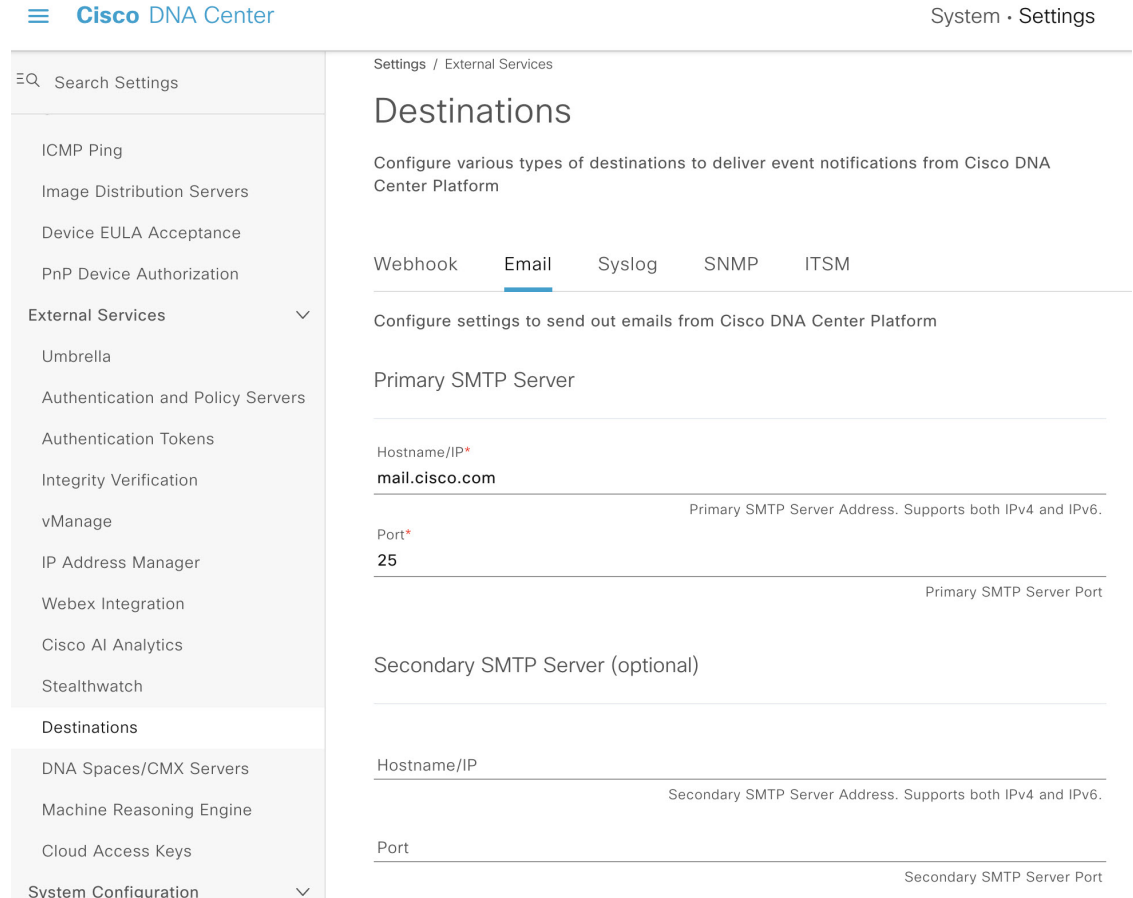 Cisco DNA Center
System · Settings
Search Settings
ICMP Ping
Image Distribution Servers
Device EULA Acceptance
PnP Device Authorization
External Services
Umbrella
Authentication and Policy Servers
Authentication Tokens
Integrity Verification
vManage
IP Address Manager
Webex Integration
Cisco AI Analytics
Stealthwatch
Destinations
DNA Spaces/CMX Servers
Machine Reasoning Engine
Cloud Access Keys
System Configuration
Settings / External Services
Destinations
Configure various types of destinations to deliver event notifications from Cisco DNA
Center Platform
Webhook Email Syslog SNMP ITSM
Configure settings to send out emails from Cisco DNA Center Platform
Primary SMTP Server
Hostname/IP*
mail.cisco.com
Primary SMTP Server Address. Supports both IPv4 and IPv6.
Port*
25
Primary SMTP Server Port
Secondary SMTP Server (optional)
Hostname/IP
Secondary SMTP Server Address. Supports both IPv4 and IPv6.
Port
Secondary SMTP Server Port